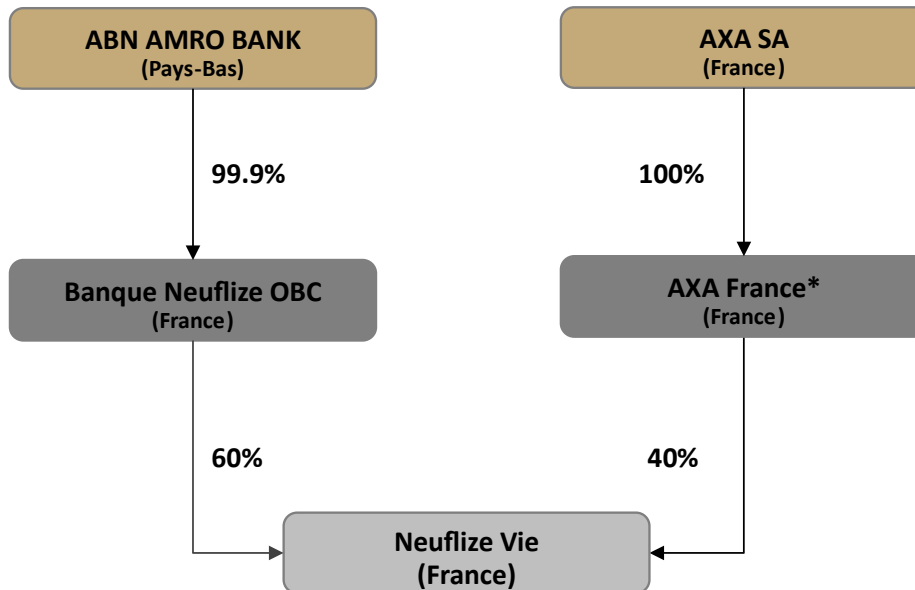 ABN AMRO BANK
(Pays-Bas)
AXA SA
(France)
99.9%
100%
Banque Neuflize OBC
(France)
AXA France*
(France)
60%
40%
Neuflize Vie
(France)